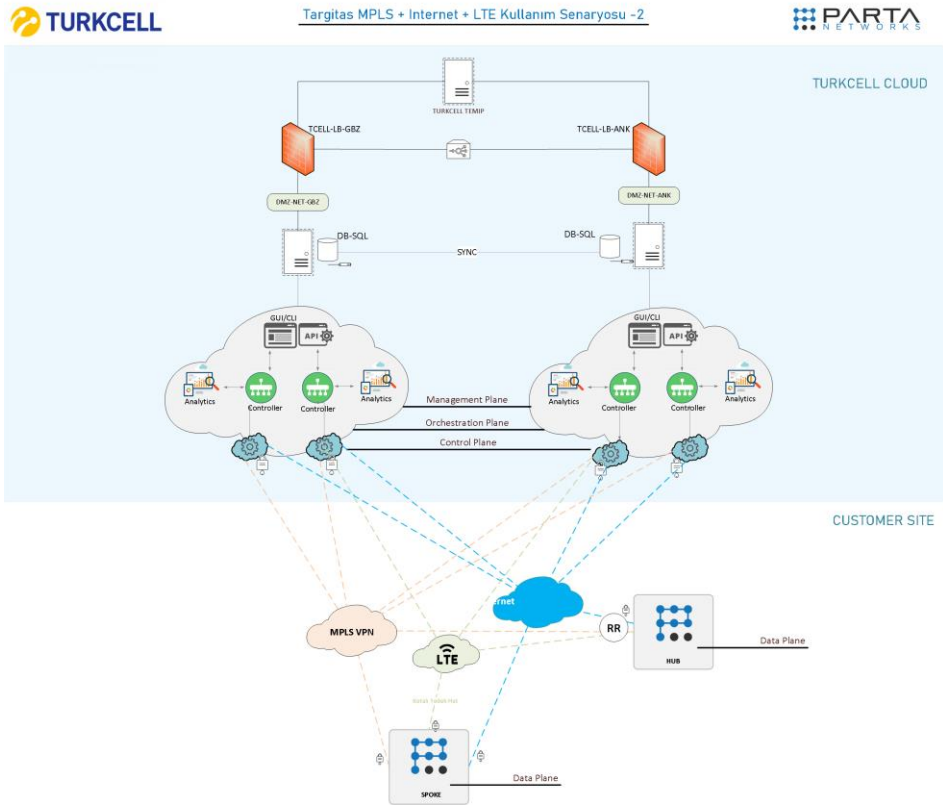 TURKCELL
Targitas MPLS + Internet + LTE Kullanım Senaryosu -2
PARTA
NETWORKS
TURKCELL CLOUD
TURKCELL TEMIP
TCELL-LB-GBZ
TCELL-LB-ANK
DMZ-NET-GBZ
DMZ-NET-ANK
DB-SQL
DB-SQL
SYNC
GUI/CLI
API
GUI/CLI
API
Analytics
Controller
Controller
Analytics
Analytics
Controller
Controller
Analytics
Management Plane
Orchestration Plane
Control Plane
CUSTOMER SITE
ernet
MPLS VPN
RR
LTE
HUB
Data Plane
SPOKE
Data Plane